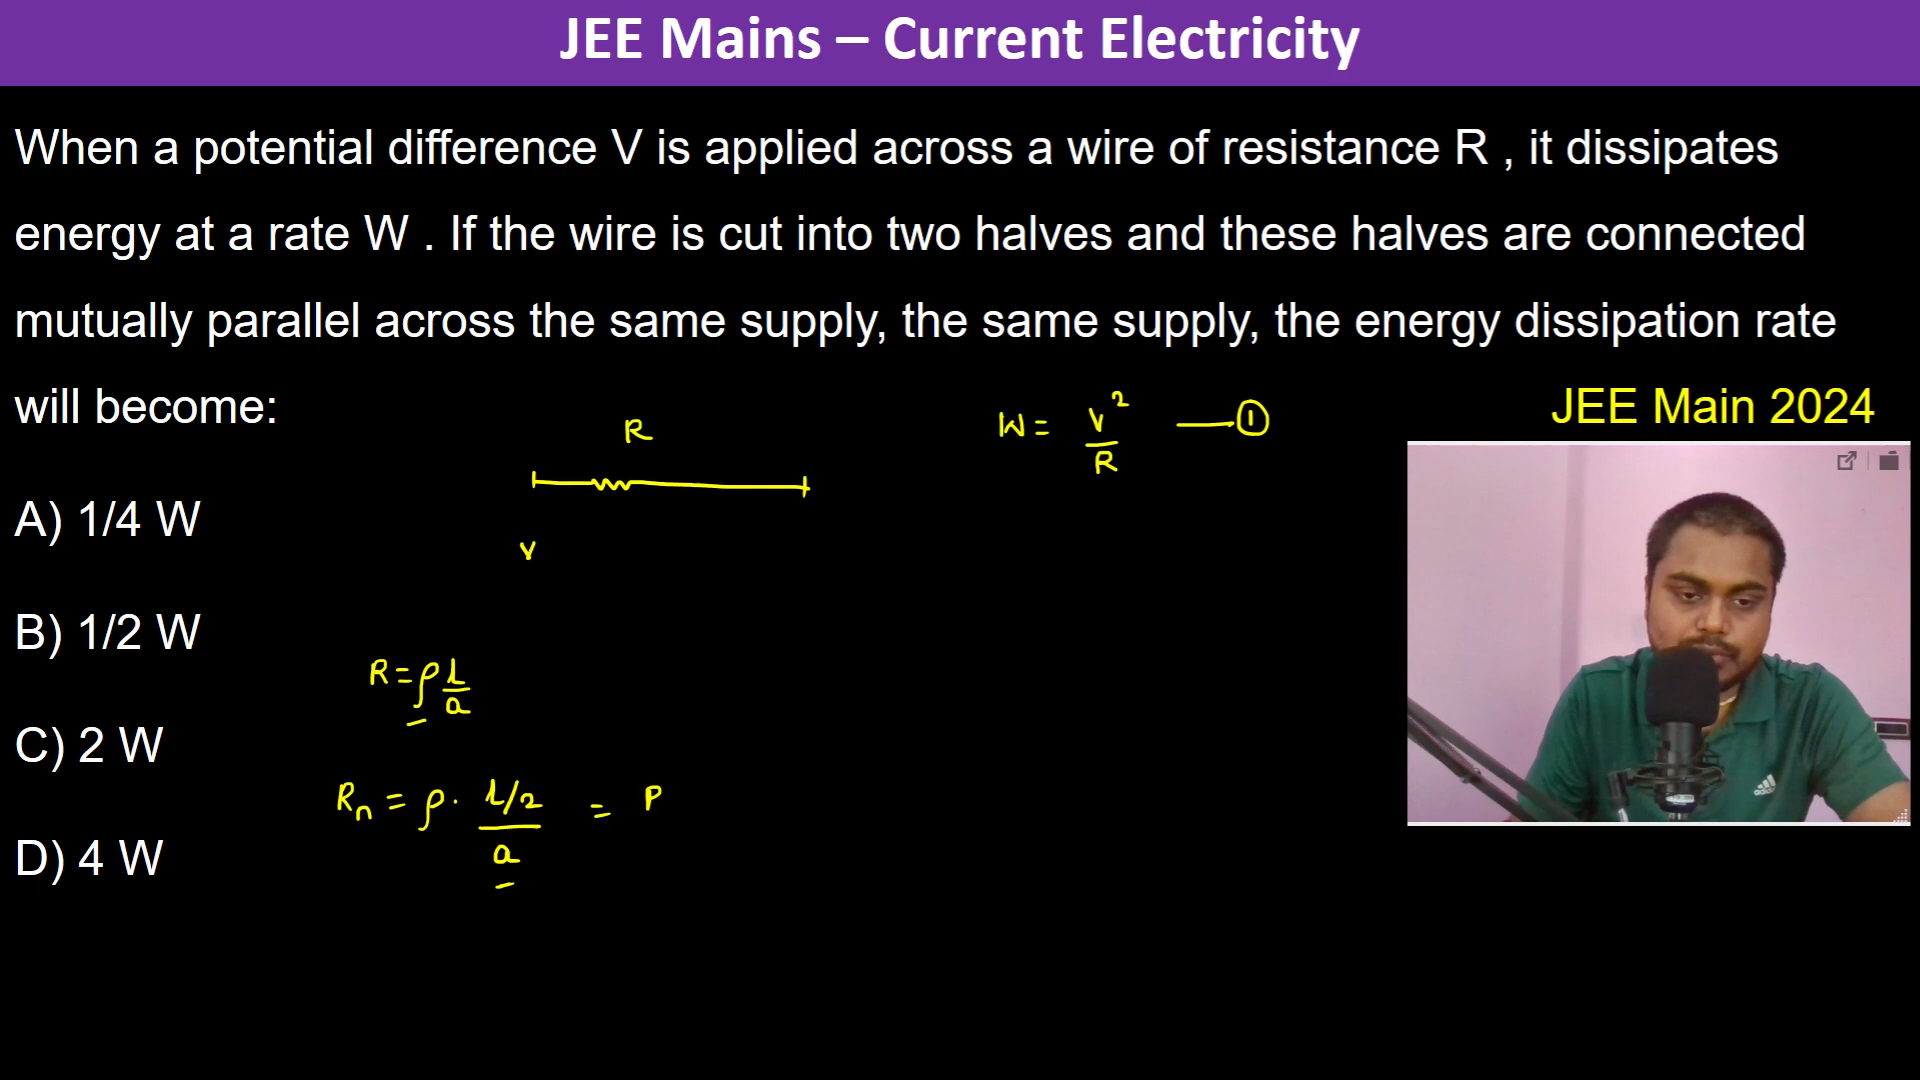 JEE Mains – Current Electricity
When a potential difference V is applied across a wire of resistance R , it dissipates
energy at a rate W . If the wire is cut into two halves and these halves are connected
mutually parallel across the same supply, the same supply, the energy dissipation rate
will become:
JEE Main 2024
R
W = V²/R —— ①
V
A) 1/4 W
B) 1/2 W
R = ρ l/a
C) 2 W
Rn = ρ · l/2 / a = P
D) 4 W
adidas